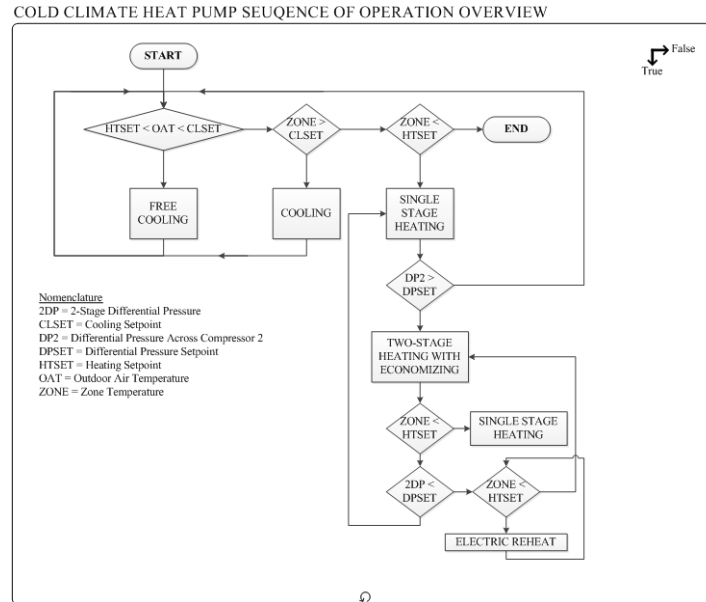 COLD CLIMATE HEAT PUMP SEUQENCE OF OPERATION OVERVIEW
START
False
True
HTSET < OAT < CLSET
ZONE >
CLSET
ZONE <
HTSET
END
FREE
COOLING
COOLING
SINGLE
STAGE
HEATING
DP2 >
DPSET
Nomenclature
2DP = 2-Stage Differential Pressure
CLSET = Cooling Setpoint
DP2 = Differential Pressure Across Compressor 2
DPSET = Differential Pressure Setpoint
HTSET = Heating Setpoint
OAT = Outdoor Air Temperature
ZONE = Zone Temperature
TWO-STAGE
HEATING WITH
ECONOMIZING
ZONE <
HTSET
SINGLE STAGE
HEATING
2DP <
DPSET
ZONE <
HTSET
ELECTRIC REHEAT